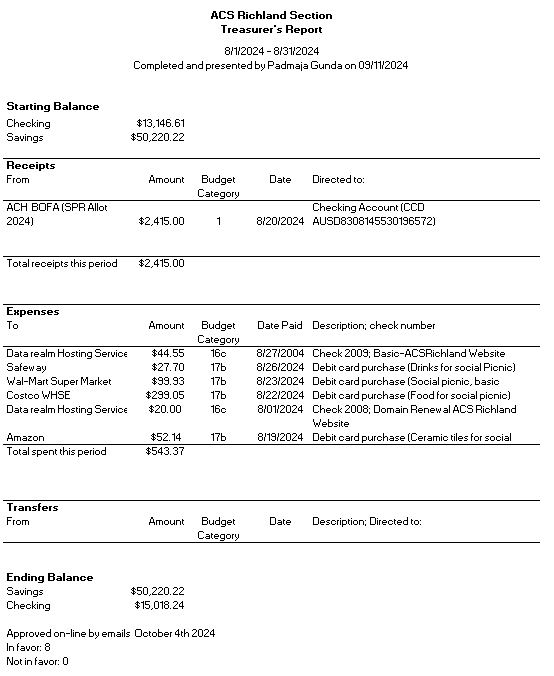 ACS Richland Section
Treasurer's Report
8/1/2024 - 8/31/2024
Completed and presented by Padmaja Gunda on 09/11/2024
Starting Balance
Checking $13,146.61
Savings $50,220.22
Receipts
From Amount Budget Category Date Directed to:
ACH BOFA (SPR Allot Checking Account (CCD
2024) $2,415.00 1 8/20/2024 AUSD8308145530196572)
Total receipts this period $2,415.00
Expenses
To Amount Budget Category Date Paid Description; check number
Data realm Hosting Service $44.55 16c 8/27/2004 Check 2009; Basic-ACSRichland Website
Safeway $27.70 17b 8/26/2024 Debit card purchase (Drinks for social Picnic)
Wal-Mart Super Market $99.93 17b 8/23/2024 Debit card purchase (Social picnic, basic
Costco WHSE $299.05 17b 8/22/2024 Debit card purchase (Food for social picnic)
Data realm Hosting Service $20.00 16c 8/01/2024 Check 2008; Domain Renewal ACS Richland
Website
Amazon $52.14 17b 8/19/2024 Debit card purchase (Ceramic tiles for social
Total spent this period $543.37
Transfers
From Amount Budget Category Date Description; Directed to:
Ending Balance
Savings $50,220.22
Checking $15,018.24
Approved on-line by emails October 4th 2024
In favor: 8
Not in favor: 0